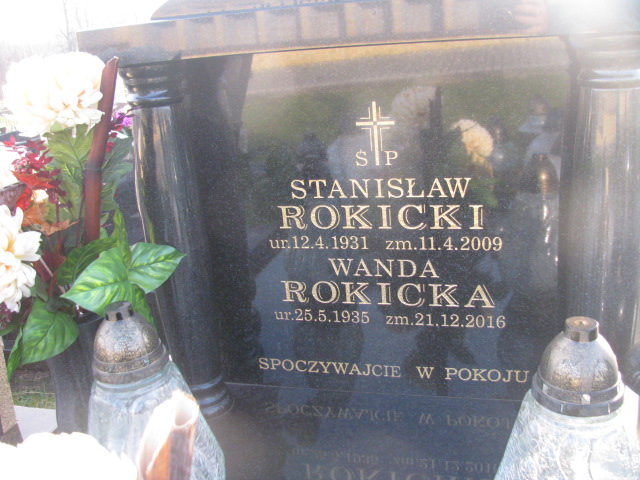 Ś P
STANISŁAW
ROKICKI
ur.12.4.1931 zm.11.4.2009
WANDA
ROKICKA
ur.25.5.1935 zm.21.12.2016
SPOCZYWAJCIE W POKOJU